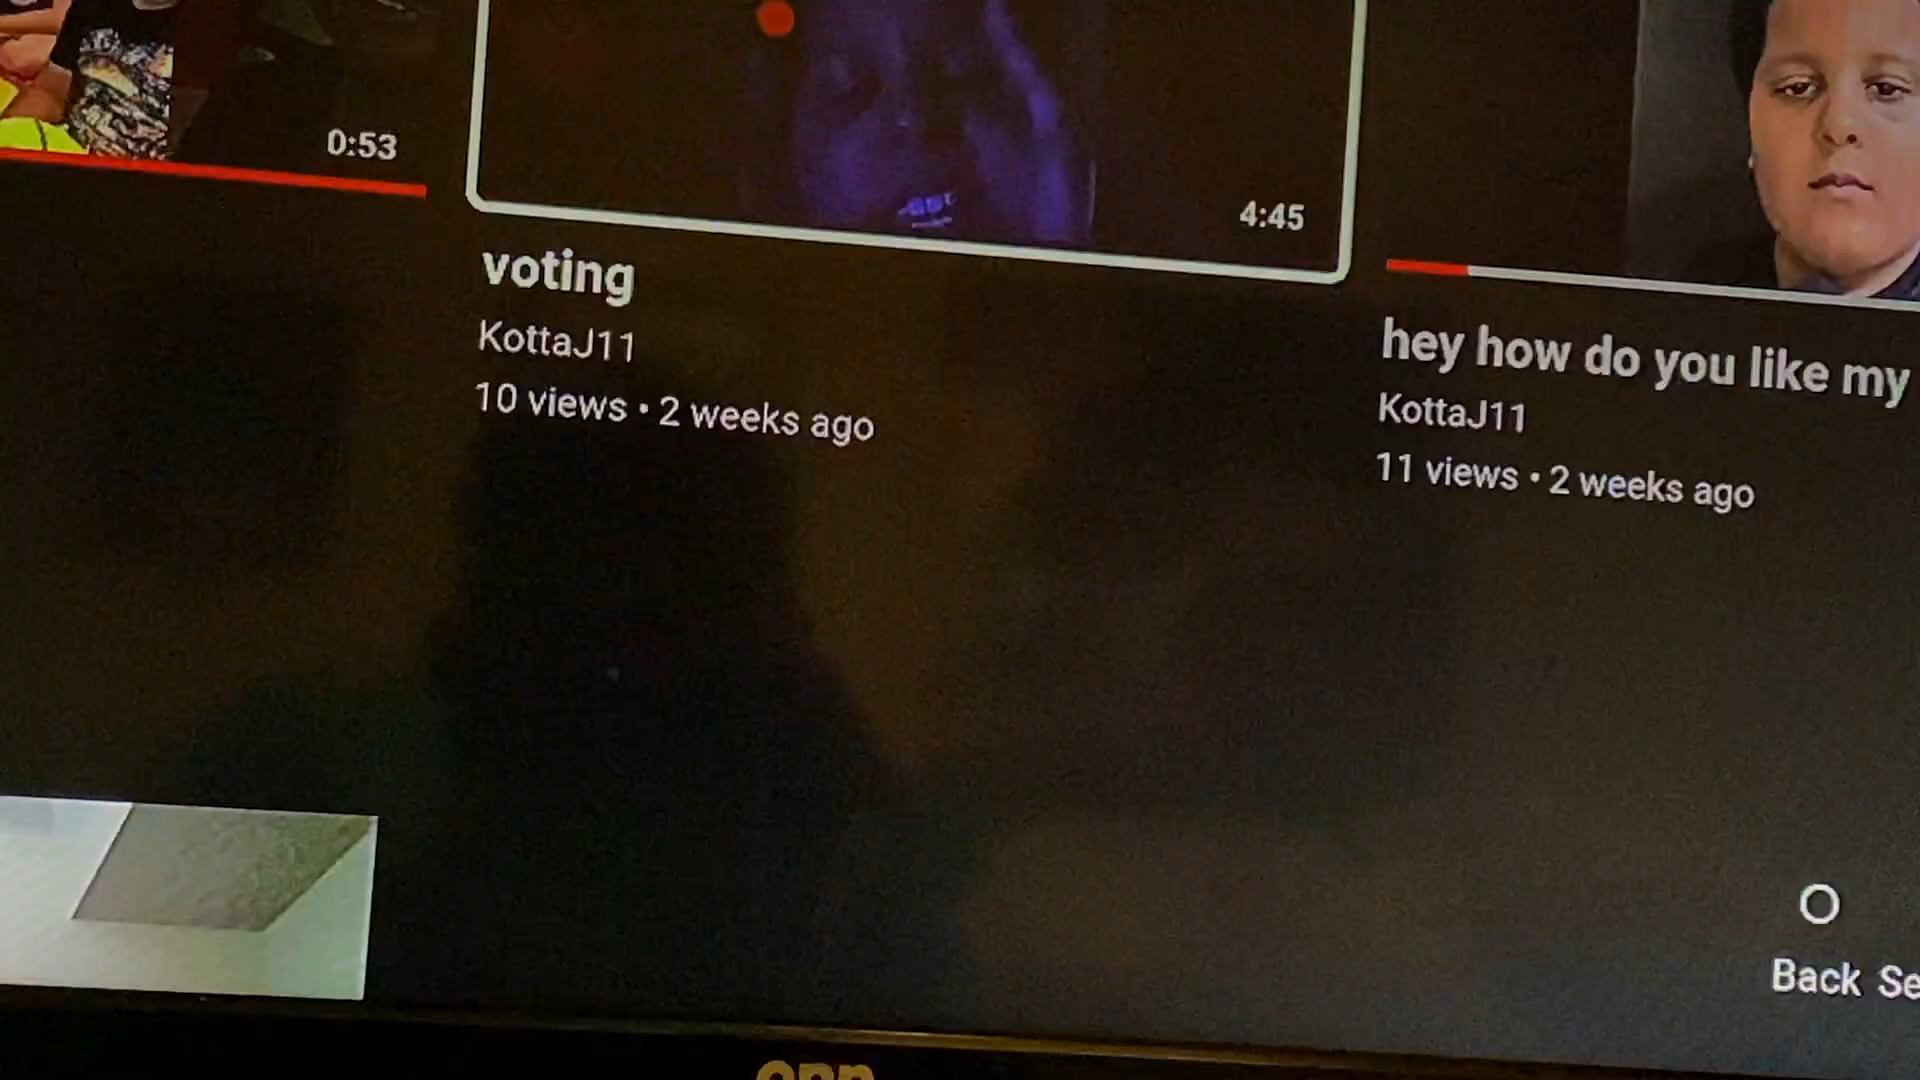 0:53
4:45
voting
KottaJ11
10 views • 2 weeks ago
hey how do you like my
KottaJ11
11 views • 2 weeks ago
Back Se